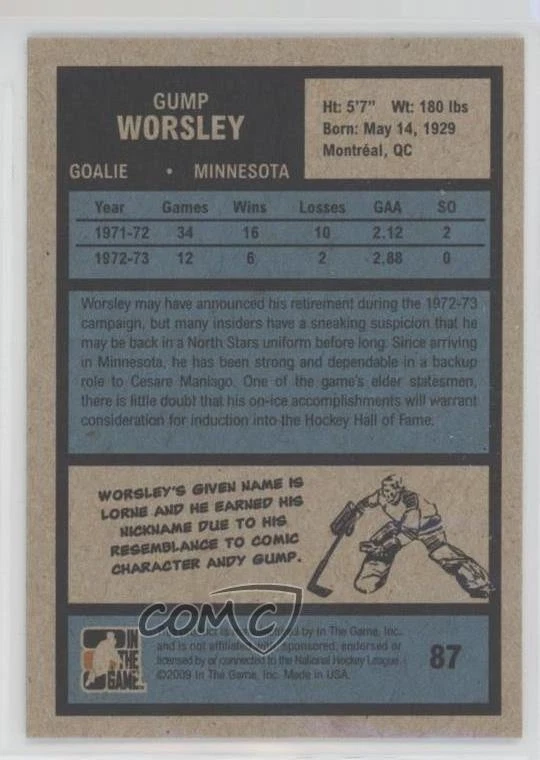 GUMP
WORSLEY
GOALIE • MINNESOTA
Ht: 5'7" Wt: 180 lbs
Born: May 14, 1929
Montréal, QC
Year Games Wins Losses GAA SO
1971-72 34 16 10 2.12 2
1972-73 12 6 2 2.88 0
Worsley may have announced his retirement during the 1972-73
campaign, but many insiders have a sneaking suspicion that he
may be back in a North Stars uniform before long. Since arriving
in Minnesota, he has been strong and dependable in a backup
role to Cesare Maniago. One of the game's elder statesmen,
there is little doubt that his on-ice accomplishments will warrant
consideration for induction into the Hockey Hall of Fame.
WORSLEY'S GIVEN NAME IS
LORNE AND HE EARNED HIS
NICKNAME DUE TO HIS
RESEMBLANCE TO COMIC
CHARACTER ANDY GUMP.
COMC
IN
THE
GAME
by In The Game, Inc.
and is not affiliated with, sponsored, endorsed or
licensed by or connected to the National Hockey League
©2009 In The Game, Inc. Made in USA.
87